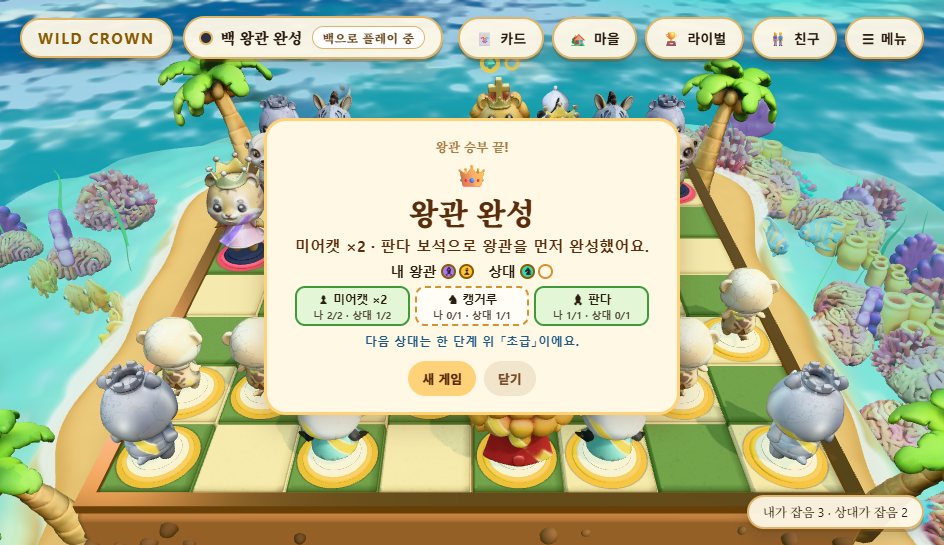 WILD CROWN
백 왕관 완성 백으로 플레이 중
카드
마을
라이벌
친구
☰ 메뉴
왕관 승부 끝!
왕관 완성
미어캣 ×2 · 판다 보석으로 왕관을 먼저 완성했어요.
내 왕관 상대
미어캣 ×2
나 2/2 · 상대 1/2
캥거루
나 0/1 · 상대 1/1
판다
나 1/1 · 상대 0/1
다음 상대는 한 단계 위 「초급」이에요.
새 게임
닫기
내가 잡음 3 · 상대가 잡음 2